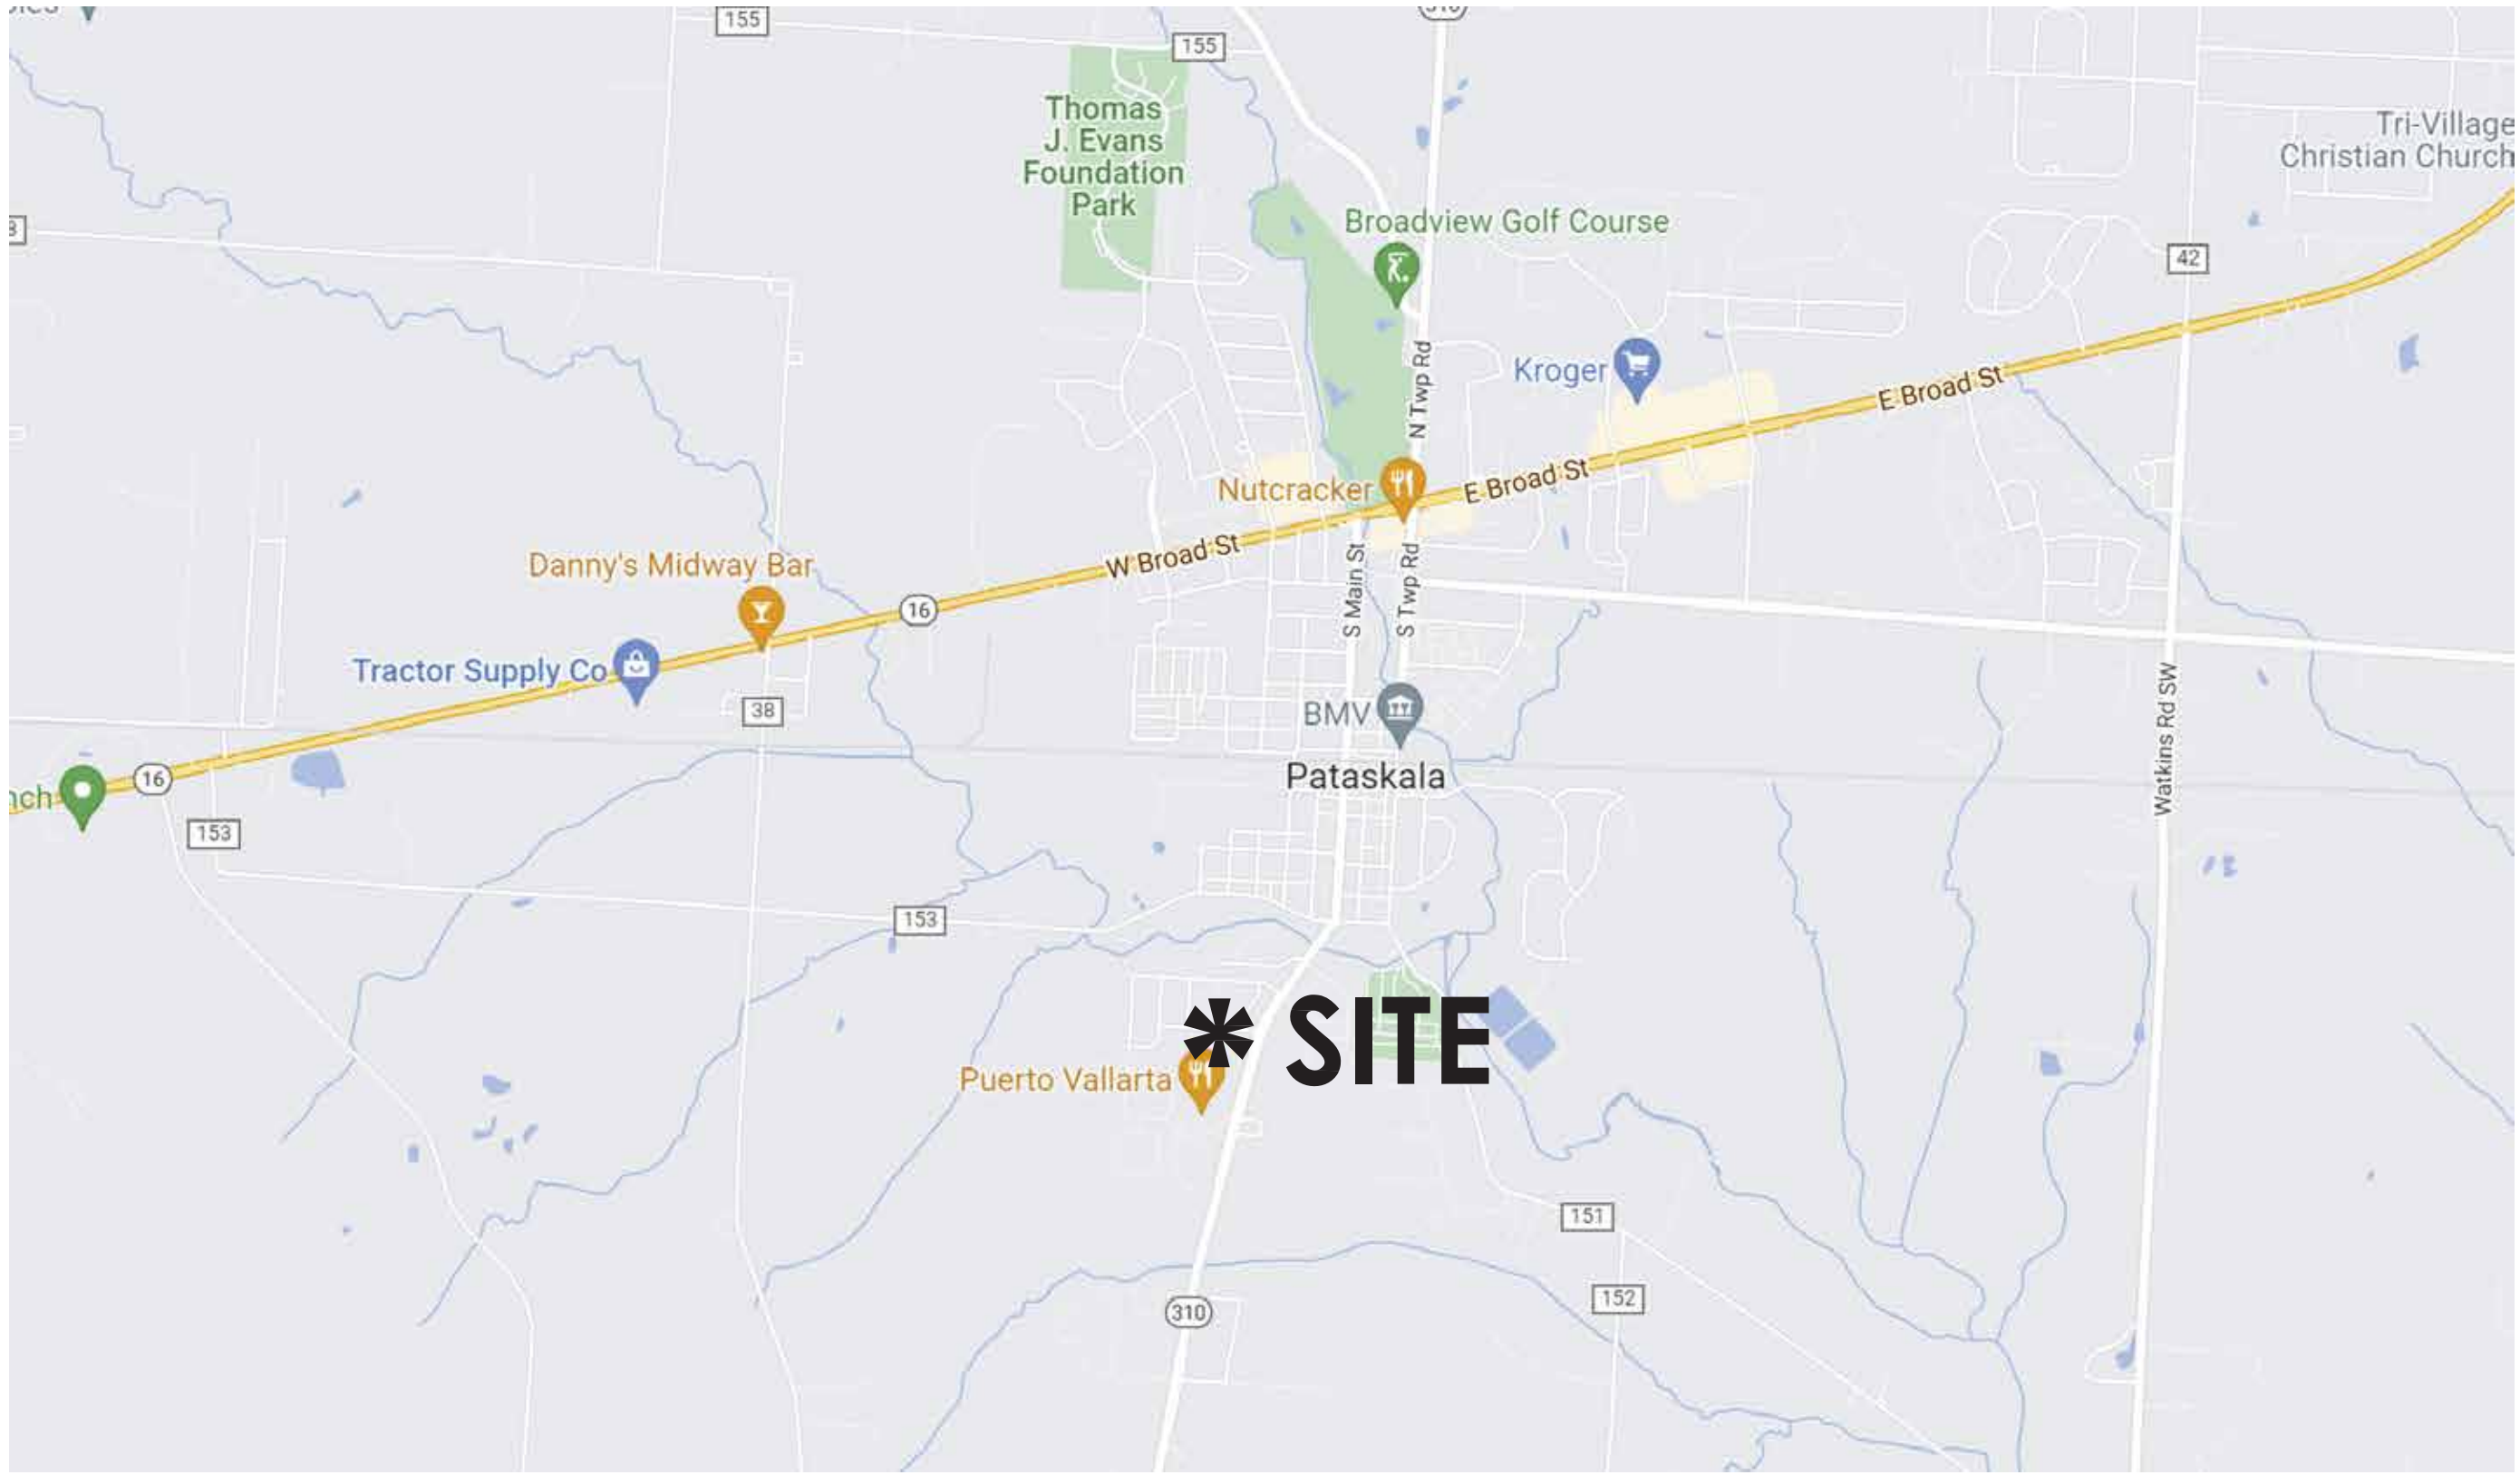 155
155
Thomas
J. Evans
Foundation
Park
Tri-Village
Christian Church
Broadview Golf Course
42
N Twp Rd
Kroger
E Broad St
E Broad St
Nutcracker
W Broad St
Danny's Midway Bar
16
S Main St
S Twp Rd
Tractor Supply Co
38
BMV
Watkins Rd SW
16
Pataskala
153
153
* SITE
Puerto Vallarta
151
152
310